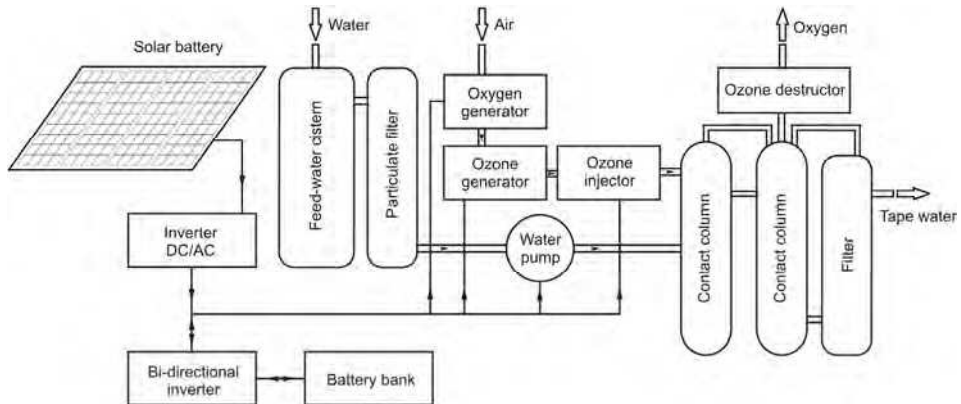 Water
Air
Oxygen
Solar battery
Feed-water cistern
Particulate filter
Oxygen
generator
Ozone destructor
Ozone
generator
Ozone
injector
Contact column
Contact column
Filter
Tape water
Inverter
DC/AC
Water
pump
Bi-directional
inverter
Battery bank